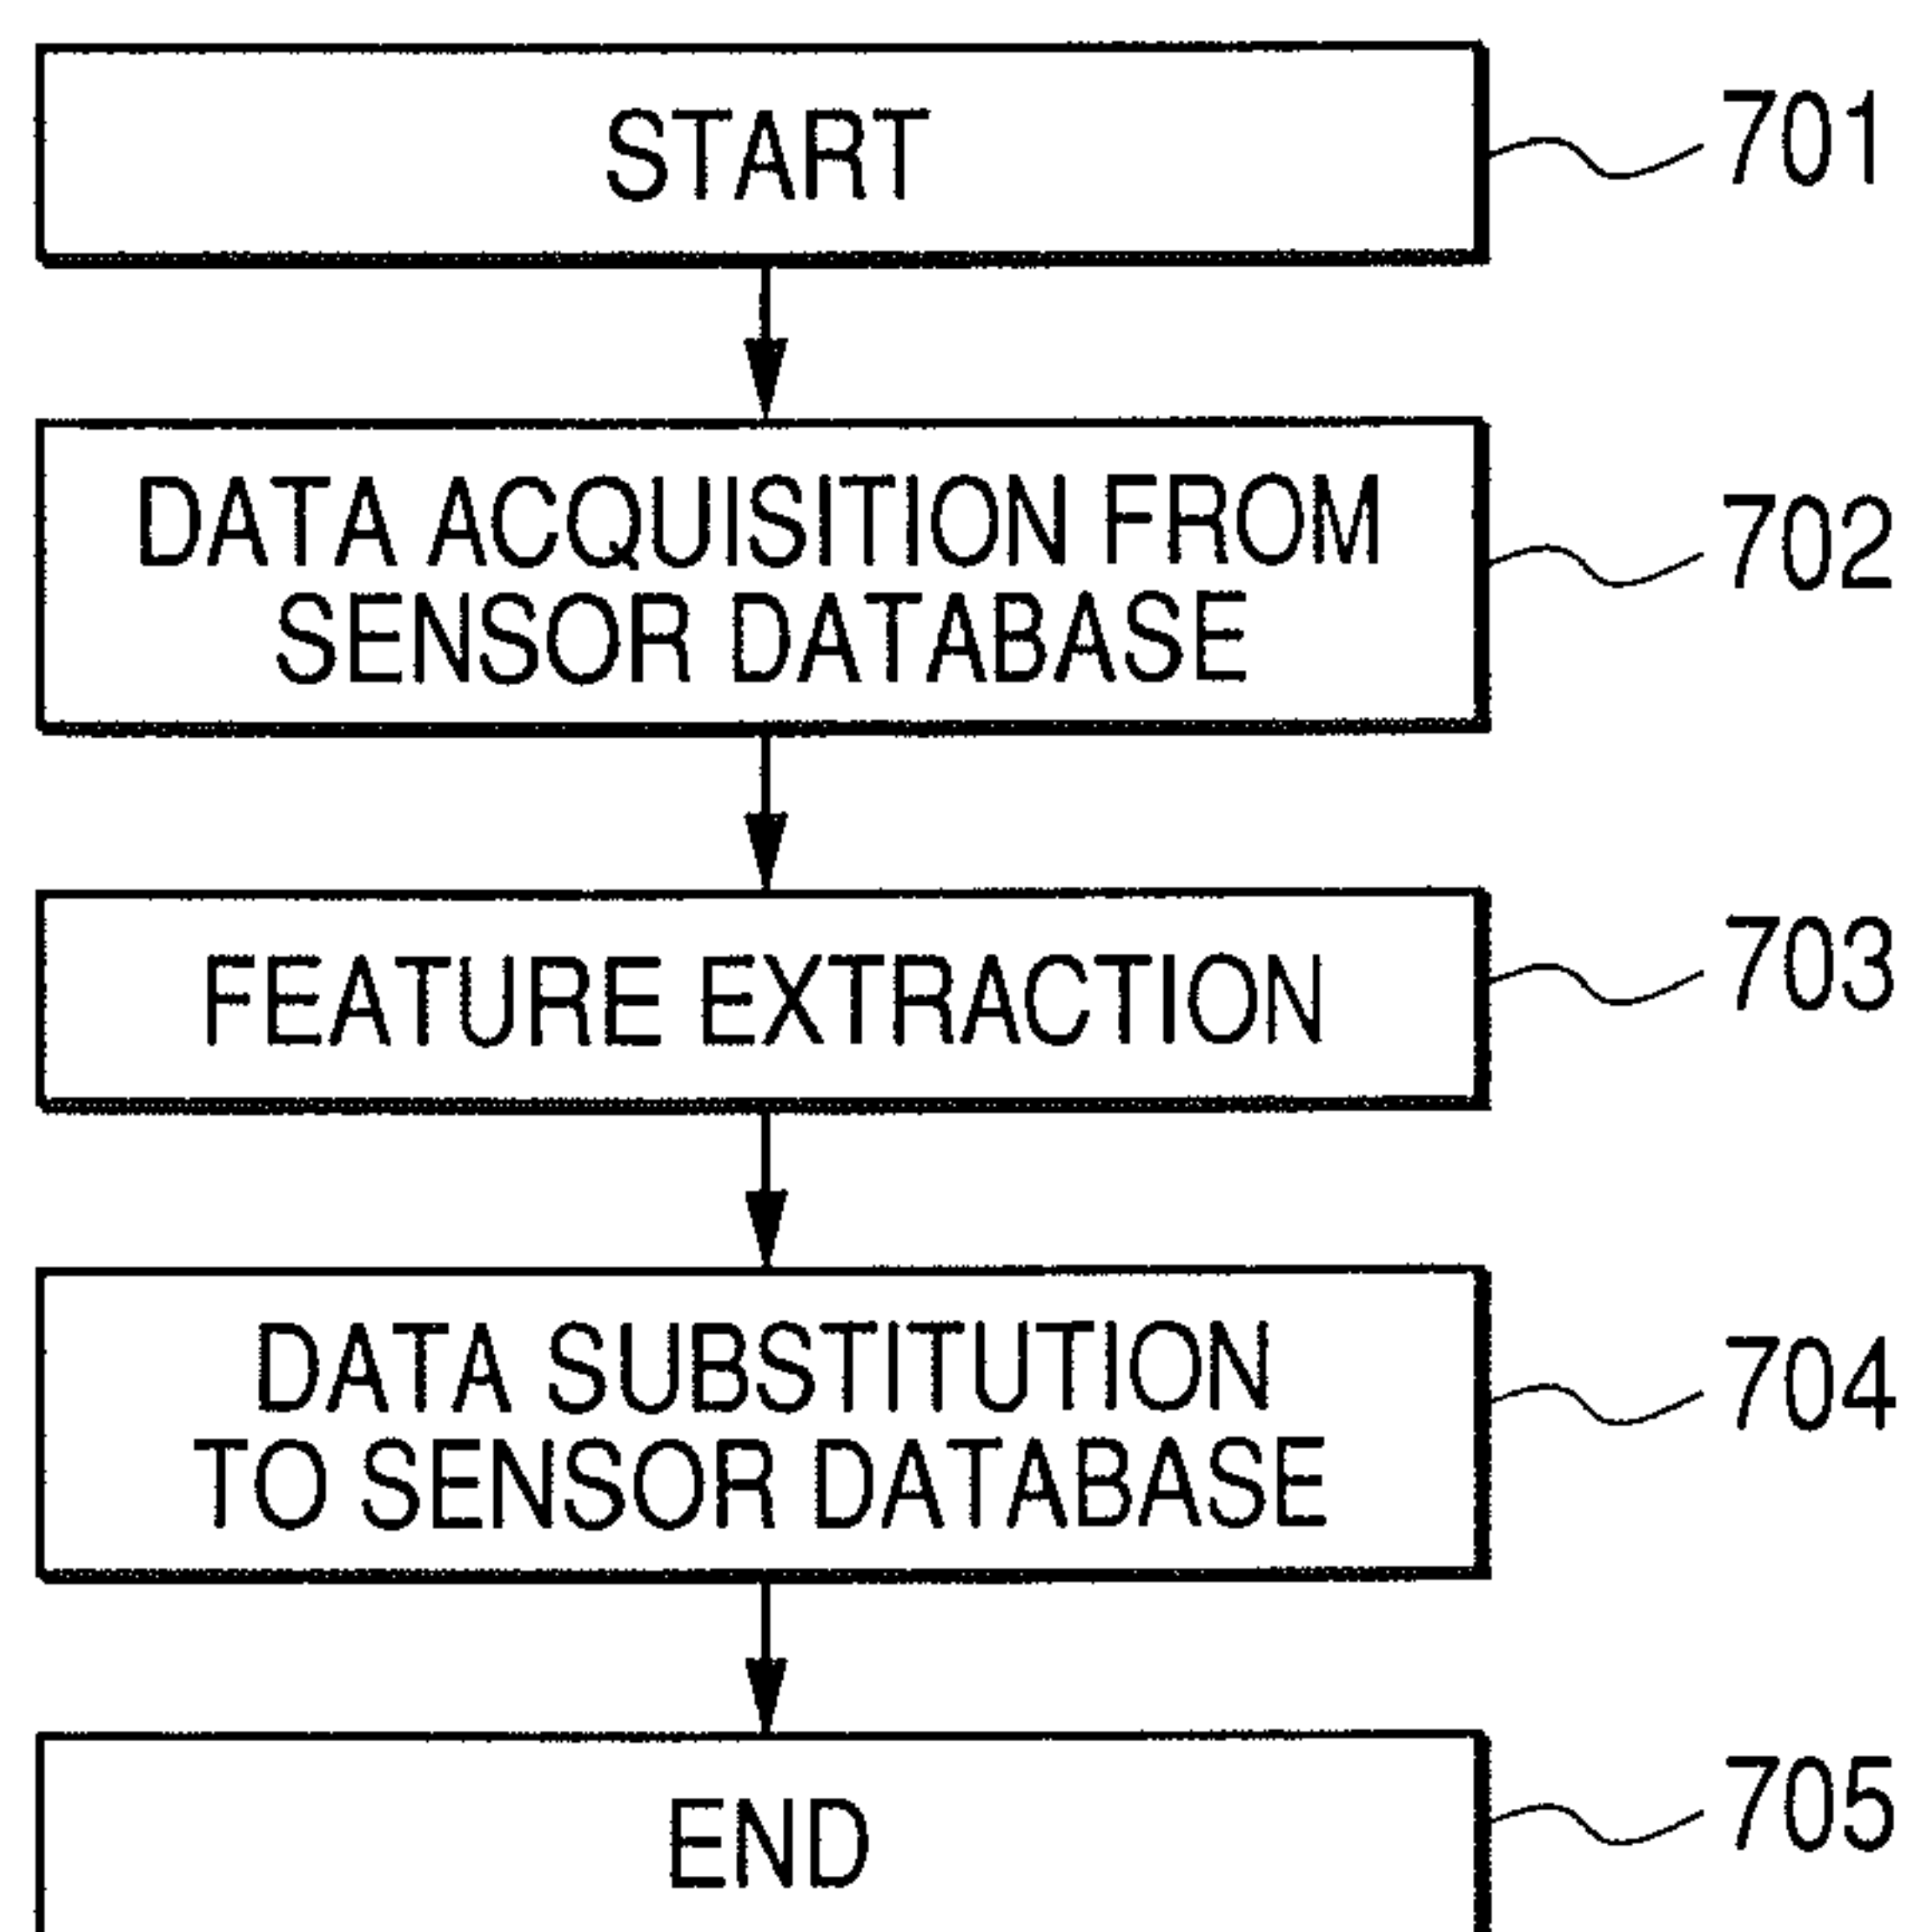 START
701
DATA ACQUISITION FROM
SENSOR DATABASE
702
FEATURE EXTRACTION
703
DATA SUBSTITUTION
TO SENSOR DATABASE
704
END
705